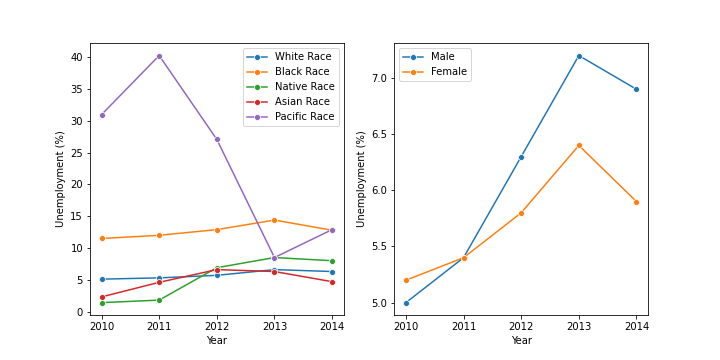 40
35
30
25
20
15
10
5
0
Unemployment (%)
2010 2011 2012 2013 2014
Year
White Race
Black Race
Native Race
Asian Race
Pacific Race
7.0
6.5
6.0
5.5
5.0
Unemployment (%)
2010 2011 2012 2013 2014
Year
Male
Female